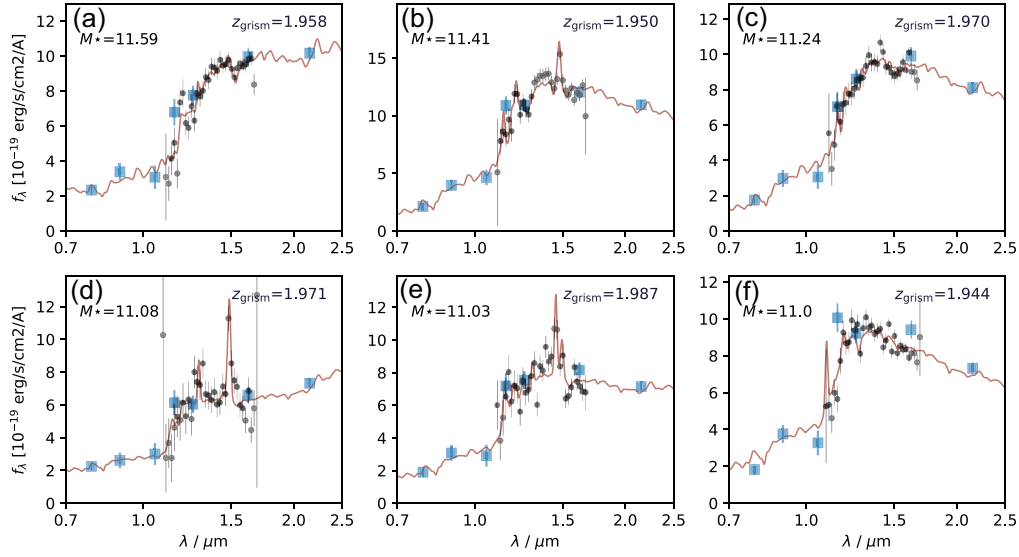 (a)
M⋆=11.59
z_grism=1.958
(b)
M⋆=11.41
z_grism=1.950
(c)
M⋆=11.24
z_grism=1.970
f_λ [10^-19 erg/s/cm2/A]
12
10
8
6
4
2
0
0.7 1.0 1.5 2.0 2.5
15
10
5
0
0.7 1.0 1.5 2.0 2.5
12
10
8
6
4
2
0
0.7 1.0 1.5 2.0 2.5
(d)
M⋆=11.08
z_grism=1.971
(e)
M⋆=11.03
z_grism=1.987
(f)
M⋆=11.0
z_grism=1.944
f_λ [10^-19 erg/s/cm2/A]
12
10
8
6
4
2
0
0.7 1.0 1.5 2.0 2.5
λ / μm
12
10
8
6
4
2
0
0.7 1.0 1.5 2.0 2.5
λ / μm
12
10
8
6
4
2
0
0.7 1.0 1.5 2.0 2.5
λ / μm